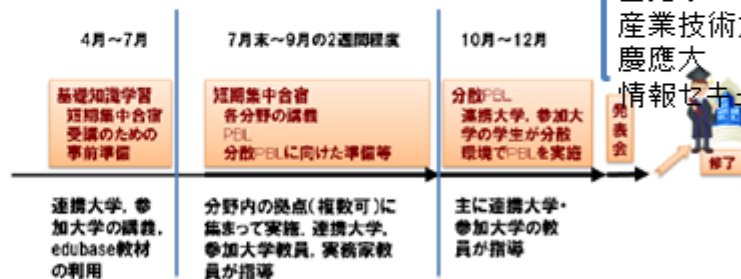 4月～7月
7月末～9月の2週間程度
10月～12月
産業技術
慶應大
情報セキュ
基礎知識学習
短期集中合宿
受講のための
事前準備
短期集中合宿
各分野の講義
PBL
分散PBLに向けた準備等
分散PBL
連携大学，参加大
学の学生が分散
環境でPBLを実施
発表会
修了
連携大学，参
加大学の講義，
edubase教材
の利用
分野内の拠点（複数可）に
集まって実施，連携大学，
参加大学教員，実務家教
員が指導
主に連携大学・
参加大学の教
員が指導